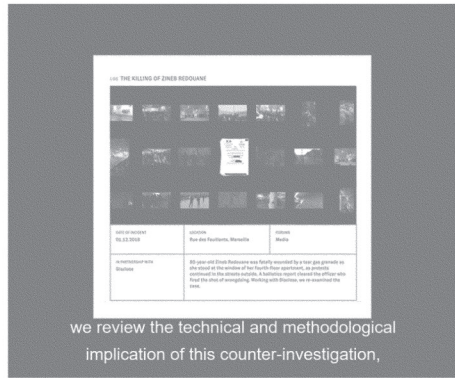 THE KILLING OF ZINEB REDOUANE
DATE OF INCIDENT
01.12.2018
LOCATION
Rue des Feuillants, Marseille
FORUMS
Media
IN PARTNERSHIP WITH
Disclose
80-year-old Zineb Redouane was fatally wounded by a tear gas grenade as
she stood at the window of her fourth-floor apartment, as protests
continued in the streets outside. A ballistics report cleared the officer who
fired the shot of wrongdoing. Working with Disclose, we re-examined the
case.
we review the technical and methodological
implication of this counter-investigation,